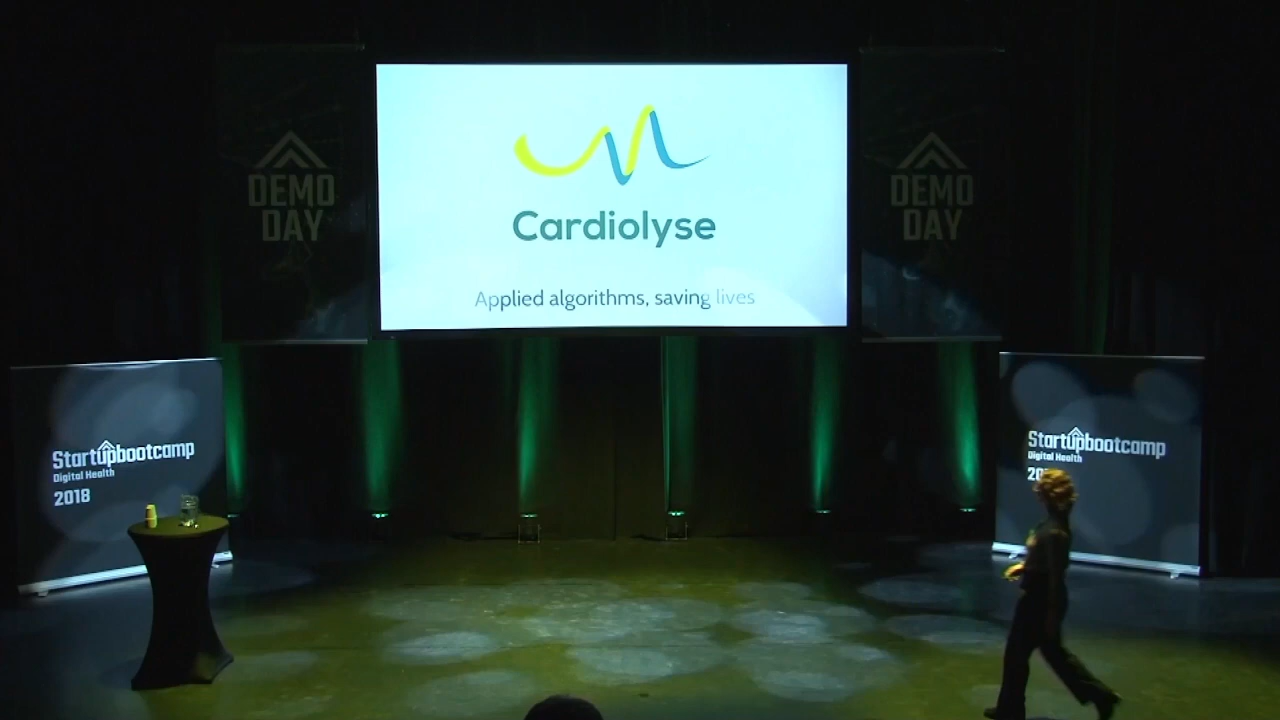 DEMO
DAY
Cardiolyse
Applied algorithms, saving lives
DEMO
DAY
Startupbootcamp
Digital Health
2018
Startupbootcamp
Digital Health